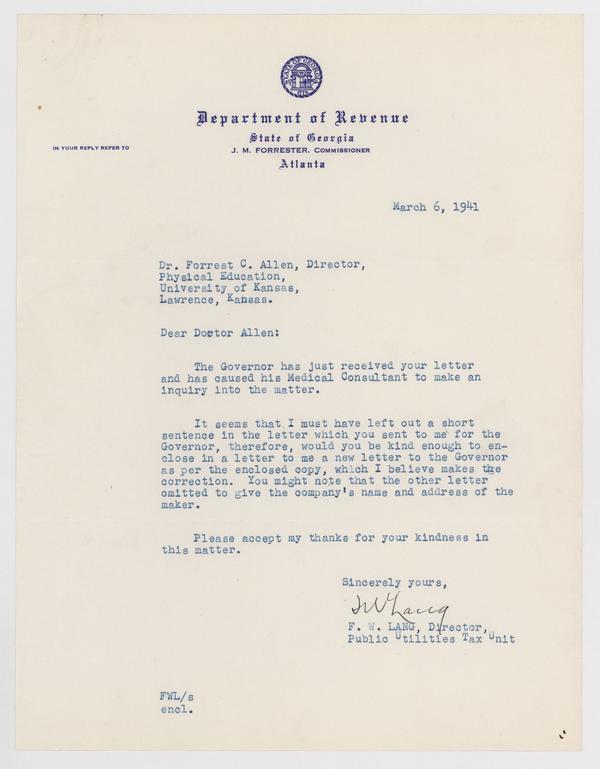 STATE OF GEORGIA
Department of Revenue
State of Georgia
J. M. FORRESTER, COMMISSIONER
Atlanta
IN YOUR REPLY REFER TO
March 6, 1941
Dr. Forrest C. Allen, Director,
Physical Education,
University of Kansas,
Lawrence, Kansas.
Dear Doctor Allen:
The Governor has just received your letter
and has caused his Medical Consultant to make an
inquiry into the matter.
It seems that I must have left out a short
sentence in the letter which you sent to me for the
Governor, therefore, would you be kind enough to en-
close in a letter to me a new letter to the Governor
as per the enclosed copy, which I believe makes the
correction. You might note that the other letter
omitted to give the company's name and address of the
maker.
Please accept my thanks for your kindness in
this matter.
Sincerely yours,
FW Lang
F. W. LANG, Director,
Public Utilities Tax Unit
FWL/s
encl.